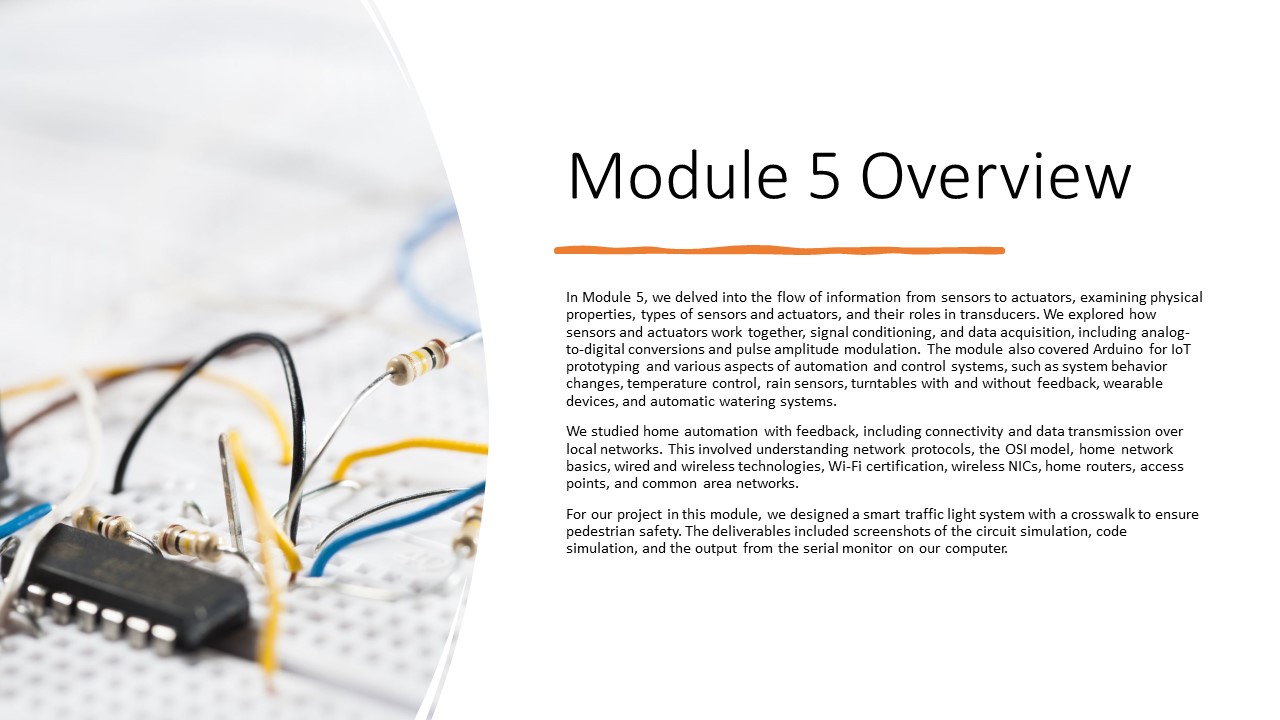 Module 5 Overview
In Module 5, we delved into the flow of information from sensors to actuators, examining physical
properties, types of sensors and actuators, and their roles in transducers. We explored how
sensors and actuators work together, signal conditioning, and data acquisition, including analog-
to-digital conversions and pulse amplitude modulation. The module also covered Arduino for IoT
prototyping and various aspects of automation and control systems, such as system behavior
changes, temperature control, rain sensors, turntables with and without feedback, wearable
devices, and automatic watering systems.
We studied home automation with feedback, including connectivity and data transmission over
local networks. This involved understanding network protocols, the OSI model, home network
basics, wired and wireless technologies, Wi-Fi certification, wireless NICs, home routers, access
points, and common area networks.
For our project in this module, we designed a smart traffic light system with a crosswalk to ensure
pedestrian safety. The deliverables included screenshots of the circuit simulation, code
simulation, and the output from the serial monitor on our computer.